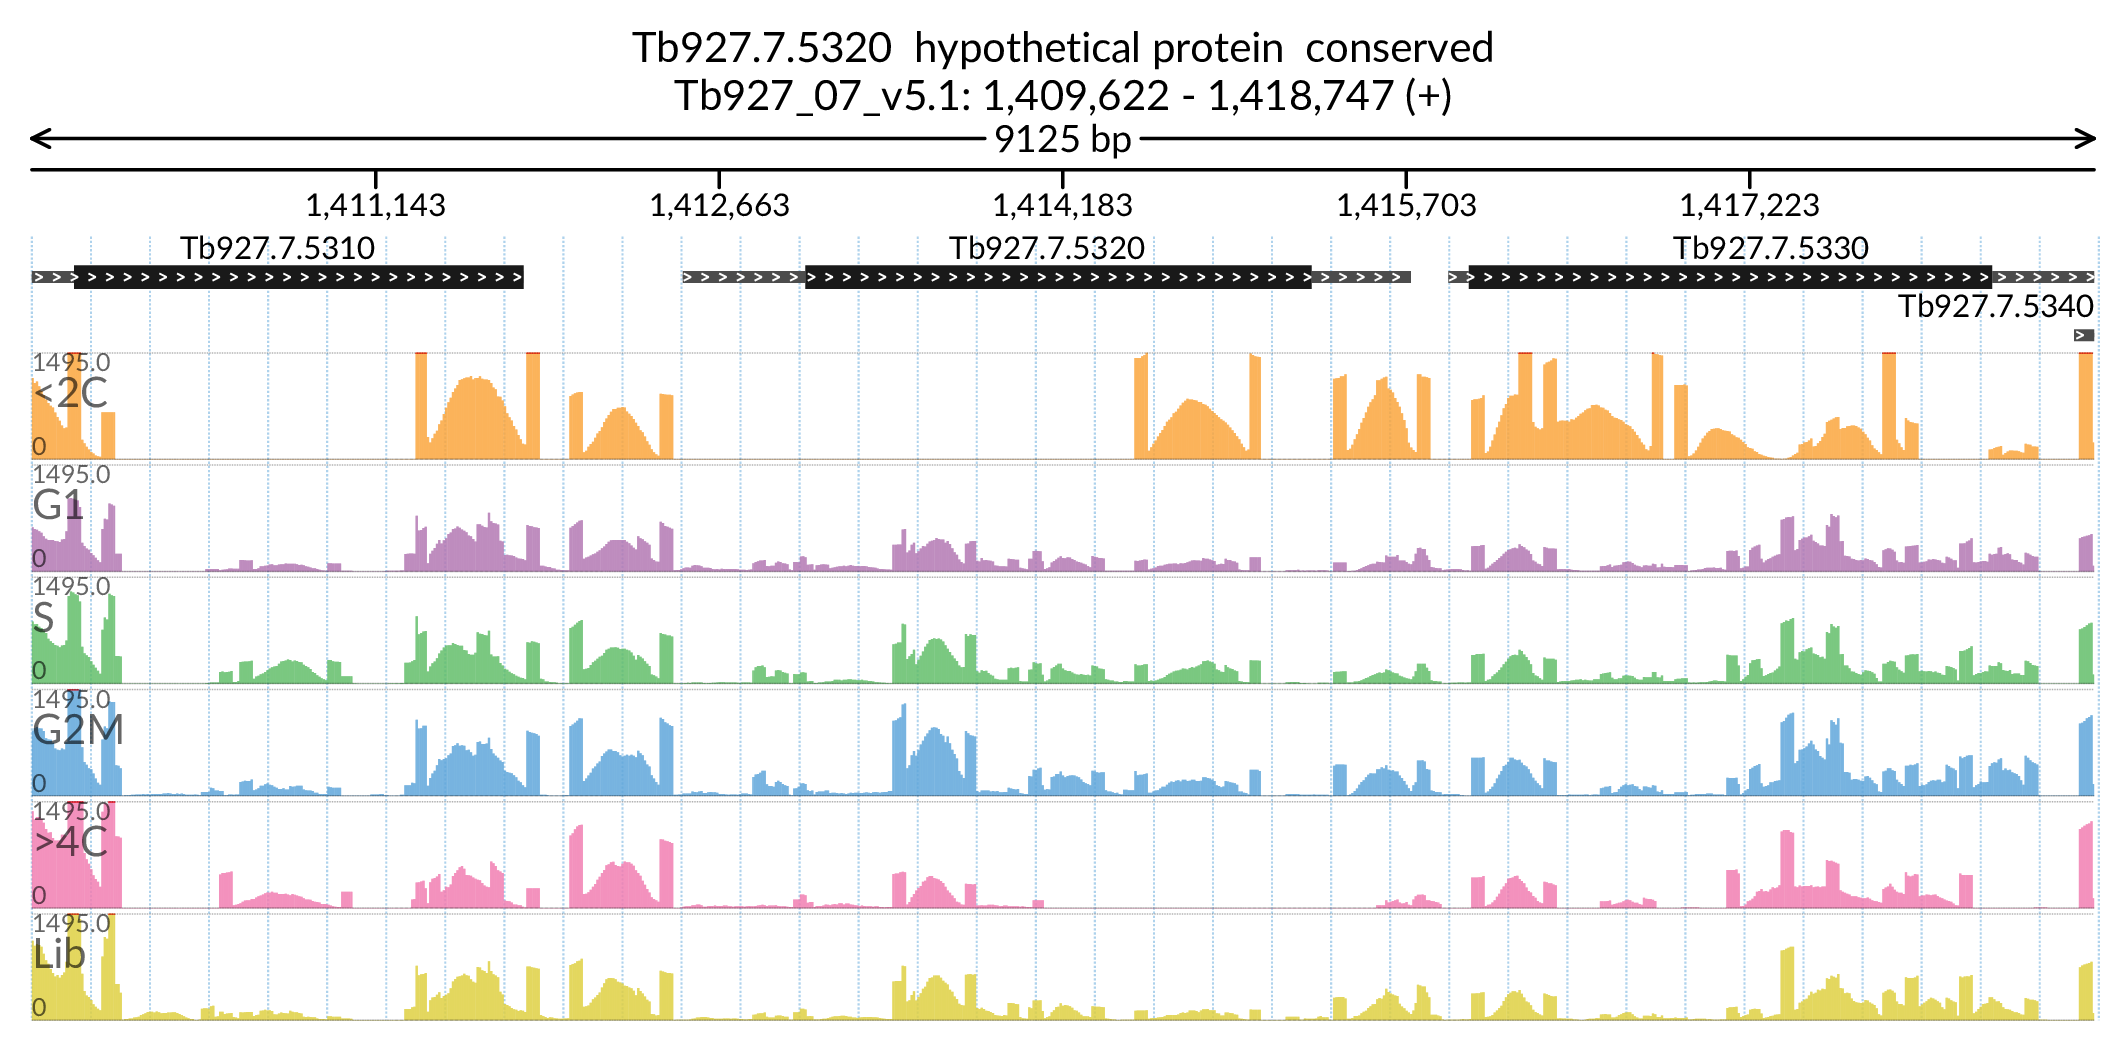 Tb927.7.5320 hypothetical protein conserved
Tb927_07_v5.1: 1,409,622 - 1,418,747 (+)
9125 bp
1,411,143 1,412,663 1,414,183 1,415,703 1,417,223
Tb927.7.5310 Tb927.7.5320 Tb927.7.5330
Tb927.7.5340
1495.0
<2C
0
1495.0
G1
0
1495.0
S
0
1495.0
G2M
0
1495.0
>4C
0
1495.0
Lib
0